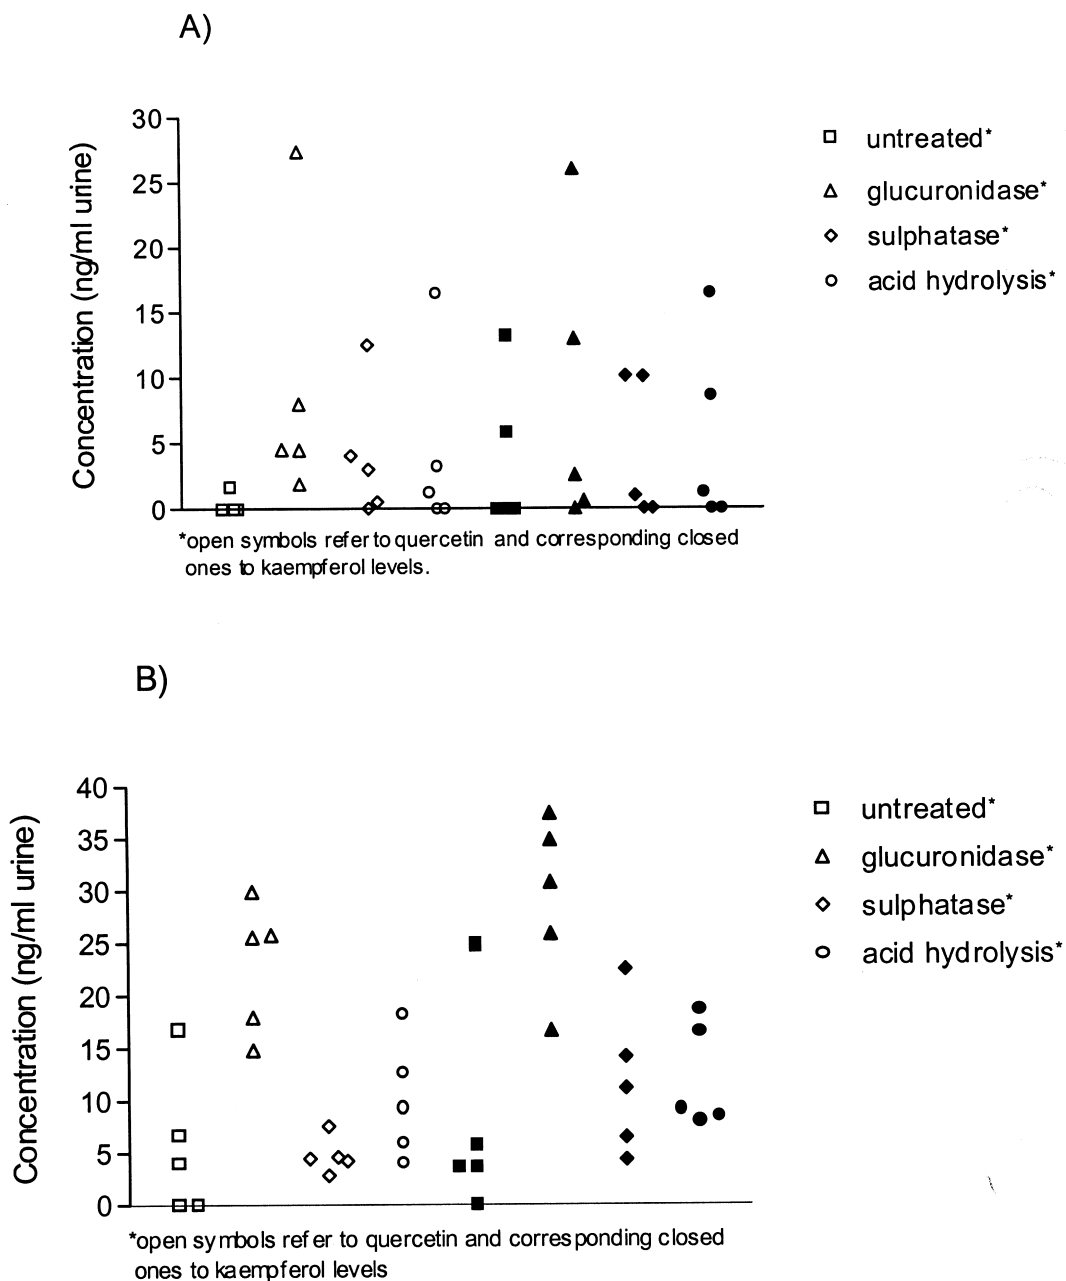 A)
30
25
20
15
10
5
0
Concentration (ng/ml urine)
untreated*
glucuronidase*
sulphatase*
acid hydrolysis*
*open symbols refer to quercetin and corresponding closed
ones to kaempferol levels.
B)
40
35
30
25
20
15
10
5
0
Concentration (ng/ml urine)
untreated*
glucuronidase*
sulphatase*
acid hydrolysis*
*open symbols refer to quercetin and corresponding closed
ones to kaempferol levels